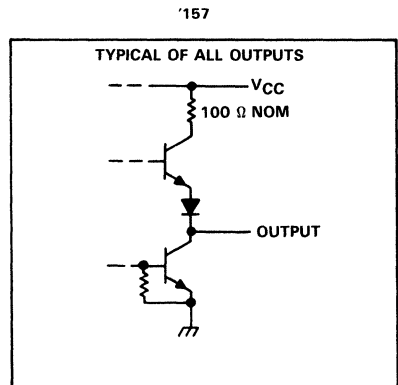 '157
TYPICAL OF ALL OUTPUTS
VCC
100 Ω NOM
OUTPUT